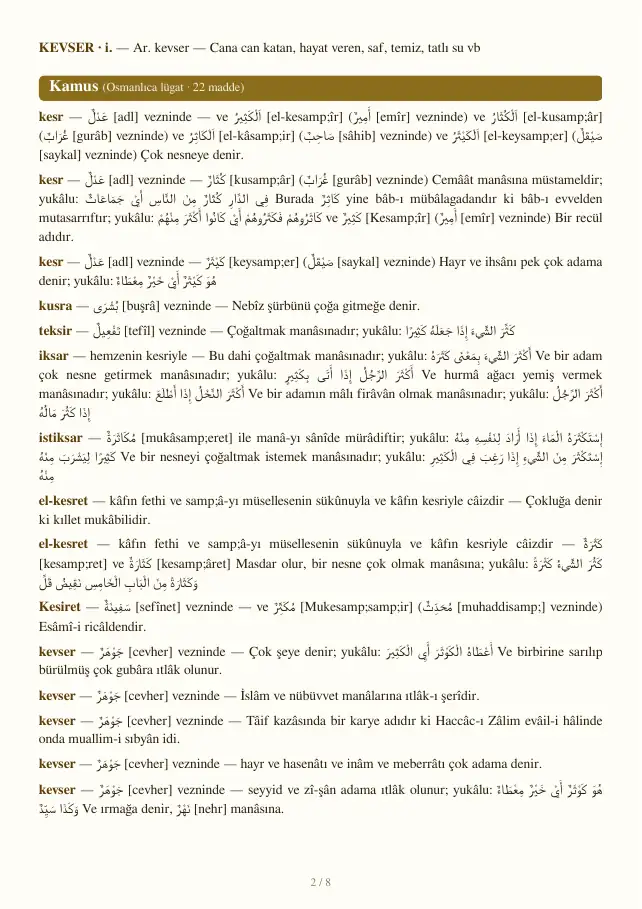 KEVSER · i. — Ar. kevser — Cana can katan, hayat veren, saf, temiz, tatlı su vb
Kamus (Osmanlıca lügat · 22 madde)
kesr — عَدْلٌ [adl] vezninde — ve اَلْكَثِيرُ [el-kesamp;îr] (أَمِيرٌ [emîr] vezninde) ve اَلْكُثَارُ [el-kusamp;âr]
(غُرَابٌ [gurâb] vezninde) ve اَلْكَاثِرُ [el-kâsamp;ir] (صَاحِبٌ [sâhib] vezninde) ve اَلْكَيْثَرُ [el-keysamp;er] (صَيْقَلٌ
[saykal] vezninde) Çok nesneye denir.
kesr — عَدْلٌ [adl] vezninde — كُثَارٌ [kusamp;âr] (غُرَابٌ [gurâb] vezninde) Cemâât manâsına müstameldir;
yukâlu: فِي الدَّارِ كُثَارٌ مِنَ النَّاسِ أَيْ جَمَاعَاتٌ Burada كَاثِرٌ yine bâb-ı mübâlagadandır ki bâb-ı evvelden
mutasarrıftır; yukâlu: كَاثَرُوهُمْ فَكَثَرُوهُمْ أَيْ كَانُوا أَكْثَرَ مِنْهُمْ ve كَثِيرٌ [Kesamp;îr] (أَمِيرٌ [emîr] vezninde) Bir recül
adıdır.
kesr — عَدْلٌ [adl] vezninde — كَيْثَرٌ [keysamp;er] (صَيْقَلٌ [saykal] vezninde) Hayr ve ihsânı pek çok adama
denir; yukâlu: هُوَ كَيْثَرٌ أَيْ خَيْرٌ مِعْطَاءٌ
kusra — بُشْرَى [buşrâ] vezninde — Nebîz şürbünü çoğa gitmeğe denir.
teksir — تَفْعِيلٌ [tefîl] vezninde — Çoğaltmak manâsınadır; yukâlu: كَثَّرَ الشَّيْءَ إِذَا جَعَلَهُ كَثِيرًا
iksar — hemzenin kesriyle — Bu dahi çoğaltmak manâsınadır; yukâlu: أَكْثَرَ الشَّيْءَ بِمَعْنَى كَثَّرَهُ Ve bir adam
çok nesne getirmek manâsınadır; yukâlu: أَكْثَرَ الرَّجُلُ إِذَا أَتَى بِكَثِيرٍ Ve hurmâ ağacı yemiş vermek
manâsınadır; yukâlu: أَكْثَرَ النَّخْلُ إِذَا أَطْلَعَ Ve bir adamın mâlı firâvân olmak manâsınadır; yukâlu: أَكْثَرَ الرَّجُلُ
إِذَا كَثُرَ مَالُهُ
istiksar — مُكَاثَرَةٌ [mukâsamp;eret] ile manâ-yı sânîde mürâdiftir; yukâlu: إِسْتَكْثَرَهُ الْمَاءَ إِذَا أَرَادَ لِنَفْسِهِ مِنْهُ
كَثِيرًا لِيَشْرَبَ مِنْهُ Ve bir nesneyi çoğaltmak istemek manâsınadır; yukâlu: إِسْتَكْثَرَ مِنَ الشَّيْءِ إِذَا رَغِبَ فِي الْكَثِيرِ
مِنْهُ
el-kesret — kâfın fethi ve samp;â-yı müsellesenin sükûnuyla ve kâfın kesriyle câizdir — Çokluğa denir
ki kıllet mukâbilidir.
el-kesret — kâfın fethi ve samp;â-yı müsellesenin sükûnuyla ve kâfın kesriyle câizdir — كَثْرَةٌ
[kesamp;ret] ve كَثَارَةٌ [kesamp;âret] Masdar olur, bir nesne çok olmak manâsına; yukâlu: كَثُرَ الشَّيْءُ كَثْرَةً
وَكَثَارَةً مِنَ الْبَابِ الْخَامِسِ نَقِيضُ قَلَّ
Kesiret — سَفِينَةٌ [sefînet] vezninde — ve مُكَثِّرٌ [Mukesamp;samp;ir] (مُحَدِّثٌ [muhaddisamp;] vezninde)
Esâmî-i ricâldendir.
kevser — جَوْهَرٌ [cevher] vezninde — Çok şeye denir; yukâlu: أَعْطَاهُ الْكَوْثَرَ أَيِ الْكَثِيرَ Ve birbirine sarılıp
bürülmüş çok gubâra ıtlâk olunur.
kevser — جَوْهَرٌ [cevher] vezninde — İslâm ve nübüvvet manâlarına ıtlâk-ı şerîdir.
kevser — جَوْهَرٌ [cevher] vezninde — Tâif kazâsında bir karye adıdır ki Haccâc-ı Zâlim evâil-i hâlinde
onda muallim-i sıbyân idi.
kevser — جَوْهَرٌ [cevher] vezninde — hayr ve hasenâtı ve inâm ve meberrâtı çok adama denir.
kevser — جَوْهَرٌ [cevher] vezninde — seyyid ve zî-şân adama ıtlâk olunur; yukâlu: هُوَ كَوْثَرٌ أَيْ خَيْرٌ مِعْطَاءٌ
وَكَذَا سَيِّدٌ Ve ırmağa denir, نَهْرٌ [nehr] manâsına.
2 / 8